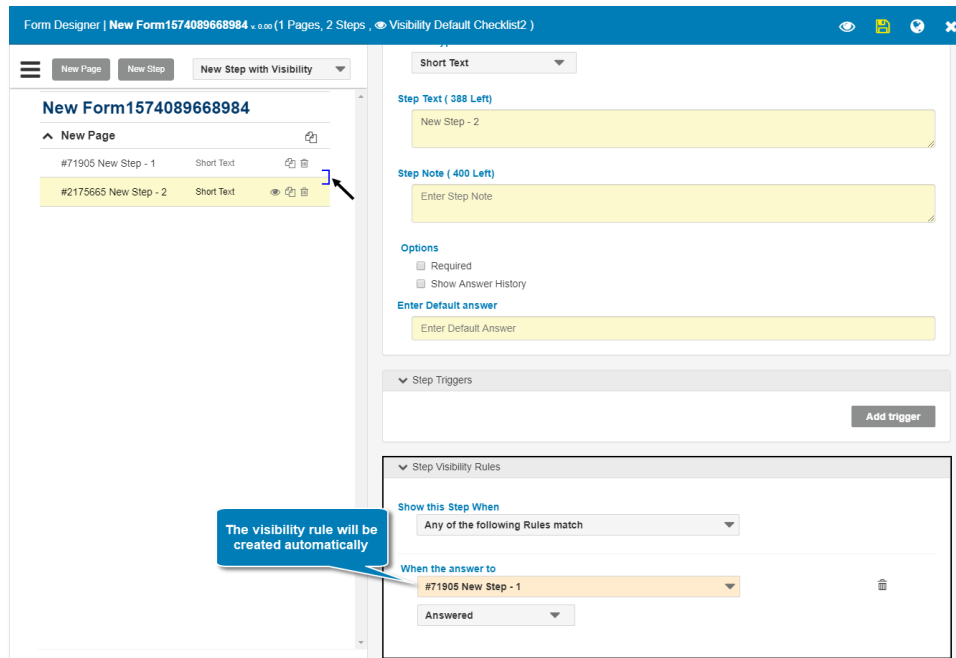 Form Designer | New Form1574089668984 v. 0.00 (1 Pages, 2 Steps , Visibility Default Checklist2 )
New Page New Step New Step with Visibility
New Form1574089668984
New Page
#71905 New Step - 1 Short Text
#2175665 New Step - 2 Short Text
Short Text
Step Text ( 388 Left)
New Step - 2
Step Note ( 400 Left)
Enter Step Note
Options
Required
Show Answer History
Enter Default answer
Enter Default Answer
Step Triggers
Add trigger
Step Visibility Rules
Show this Step When
Any of the following Rules match
The visibility rule will be
created automatically
When the answer to
#71905 New Step - 1
Answered